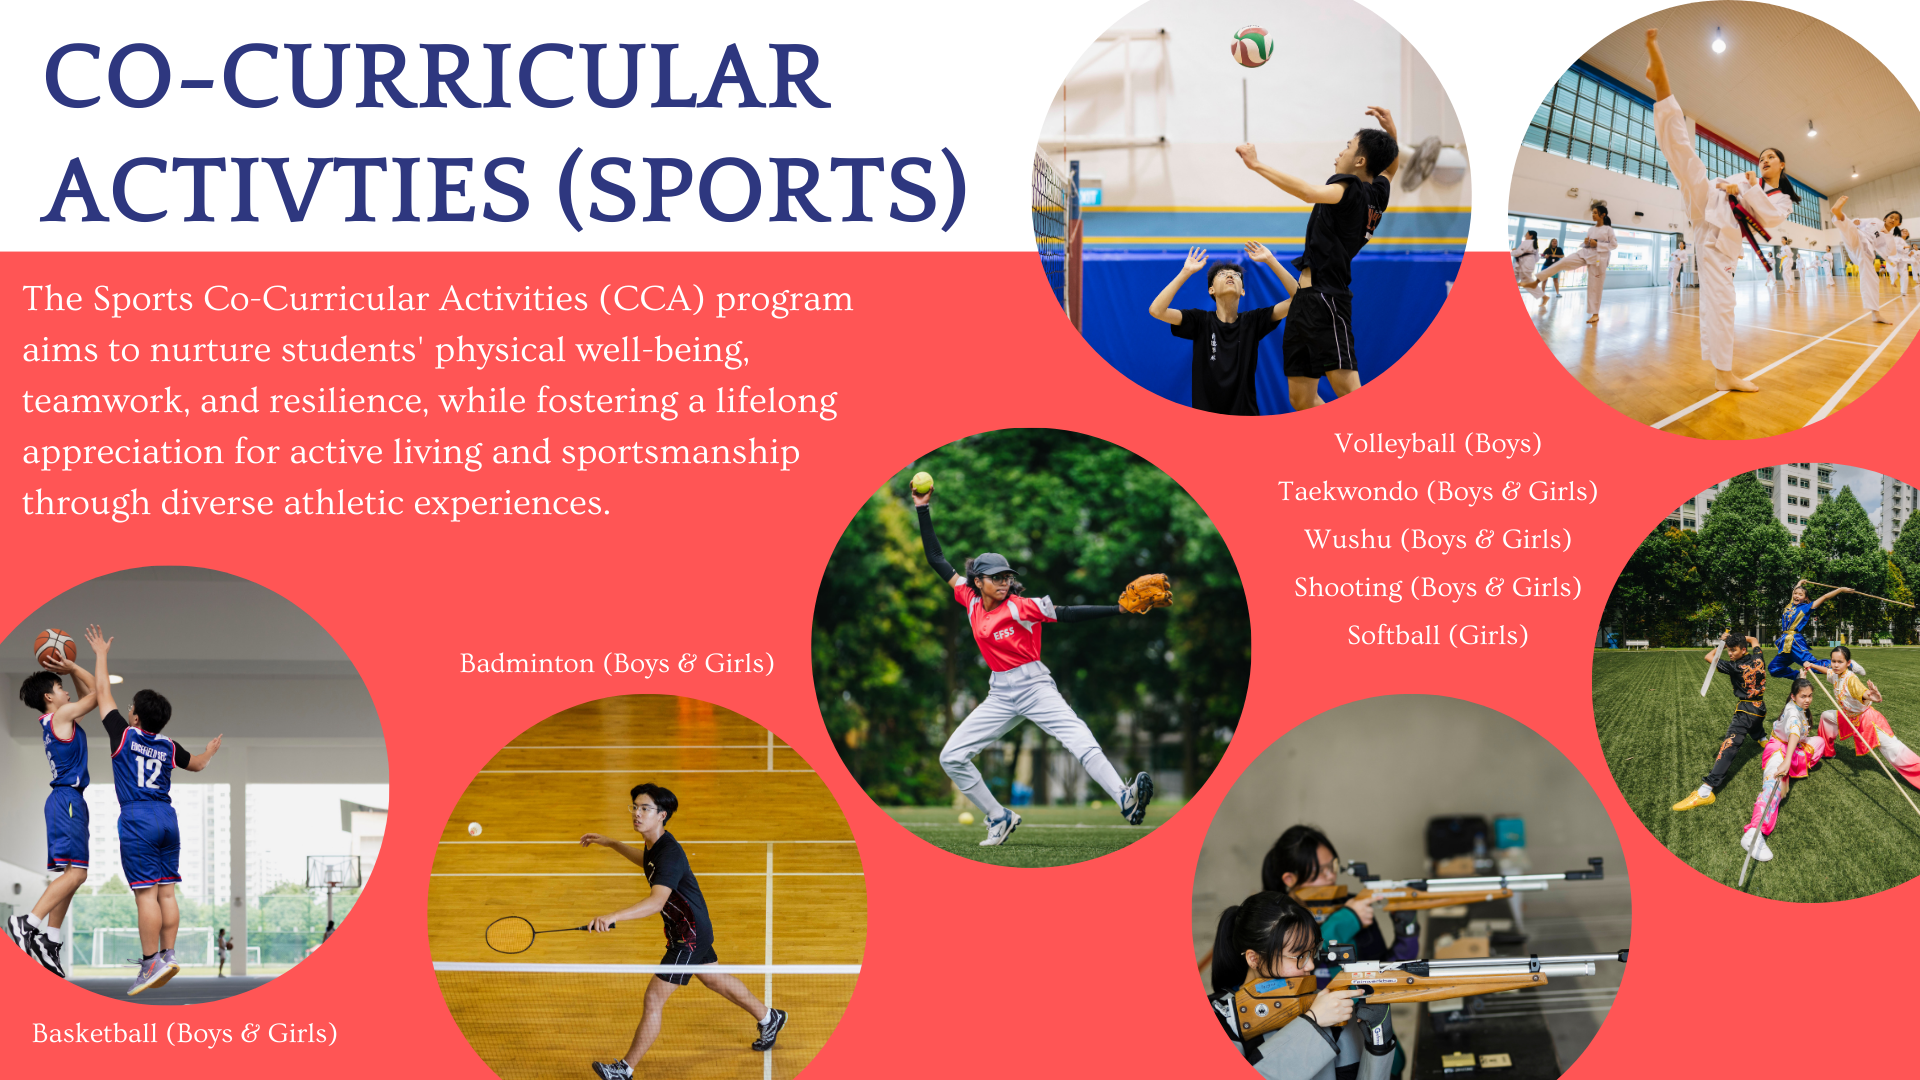 CO-CURRICULAR
ACTIVTIES (SPORTS)
The Sports Co-Curricular Activities (CCA) program
aims to nurture students' physical well-being,
teamwork, and resilience, while fostering a lifelong
appreciation for active living and sportsmanship
through diverse athletic experiences.
Volleyball (Boys)
Taekwondo (Boys & Girls)
Wushu (Boys & Girls)
Shooting (Boys & Girls)
Softball (Girls)
Badminton (Boys & Girls)
Basketball (Boys & Girls)
EFSS
EDGEFIELD SEC
12